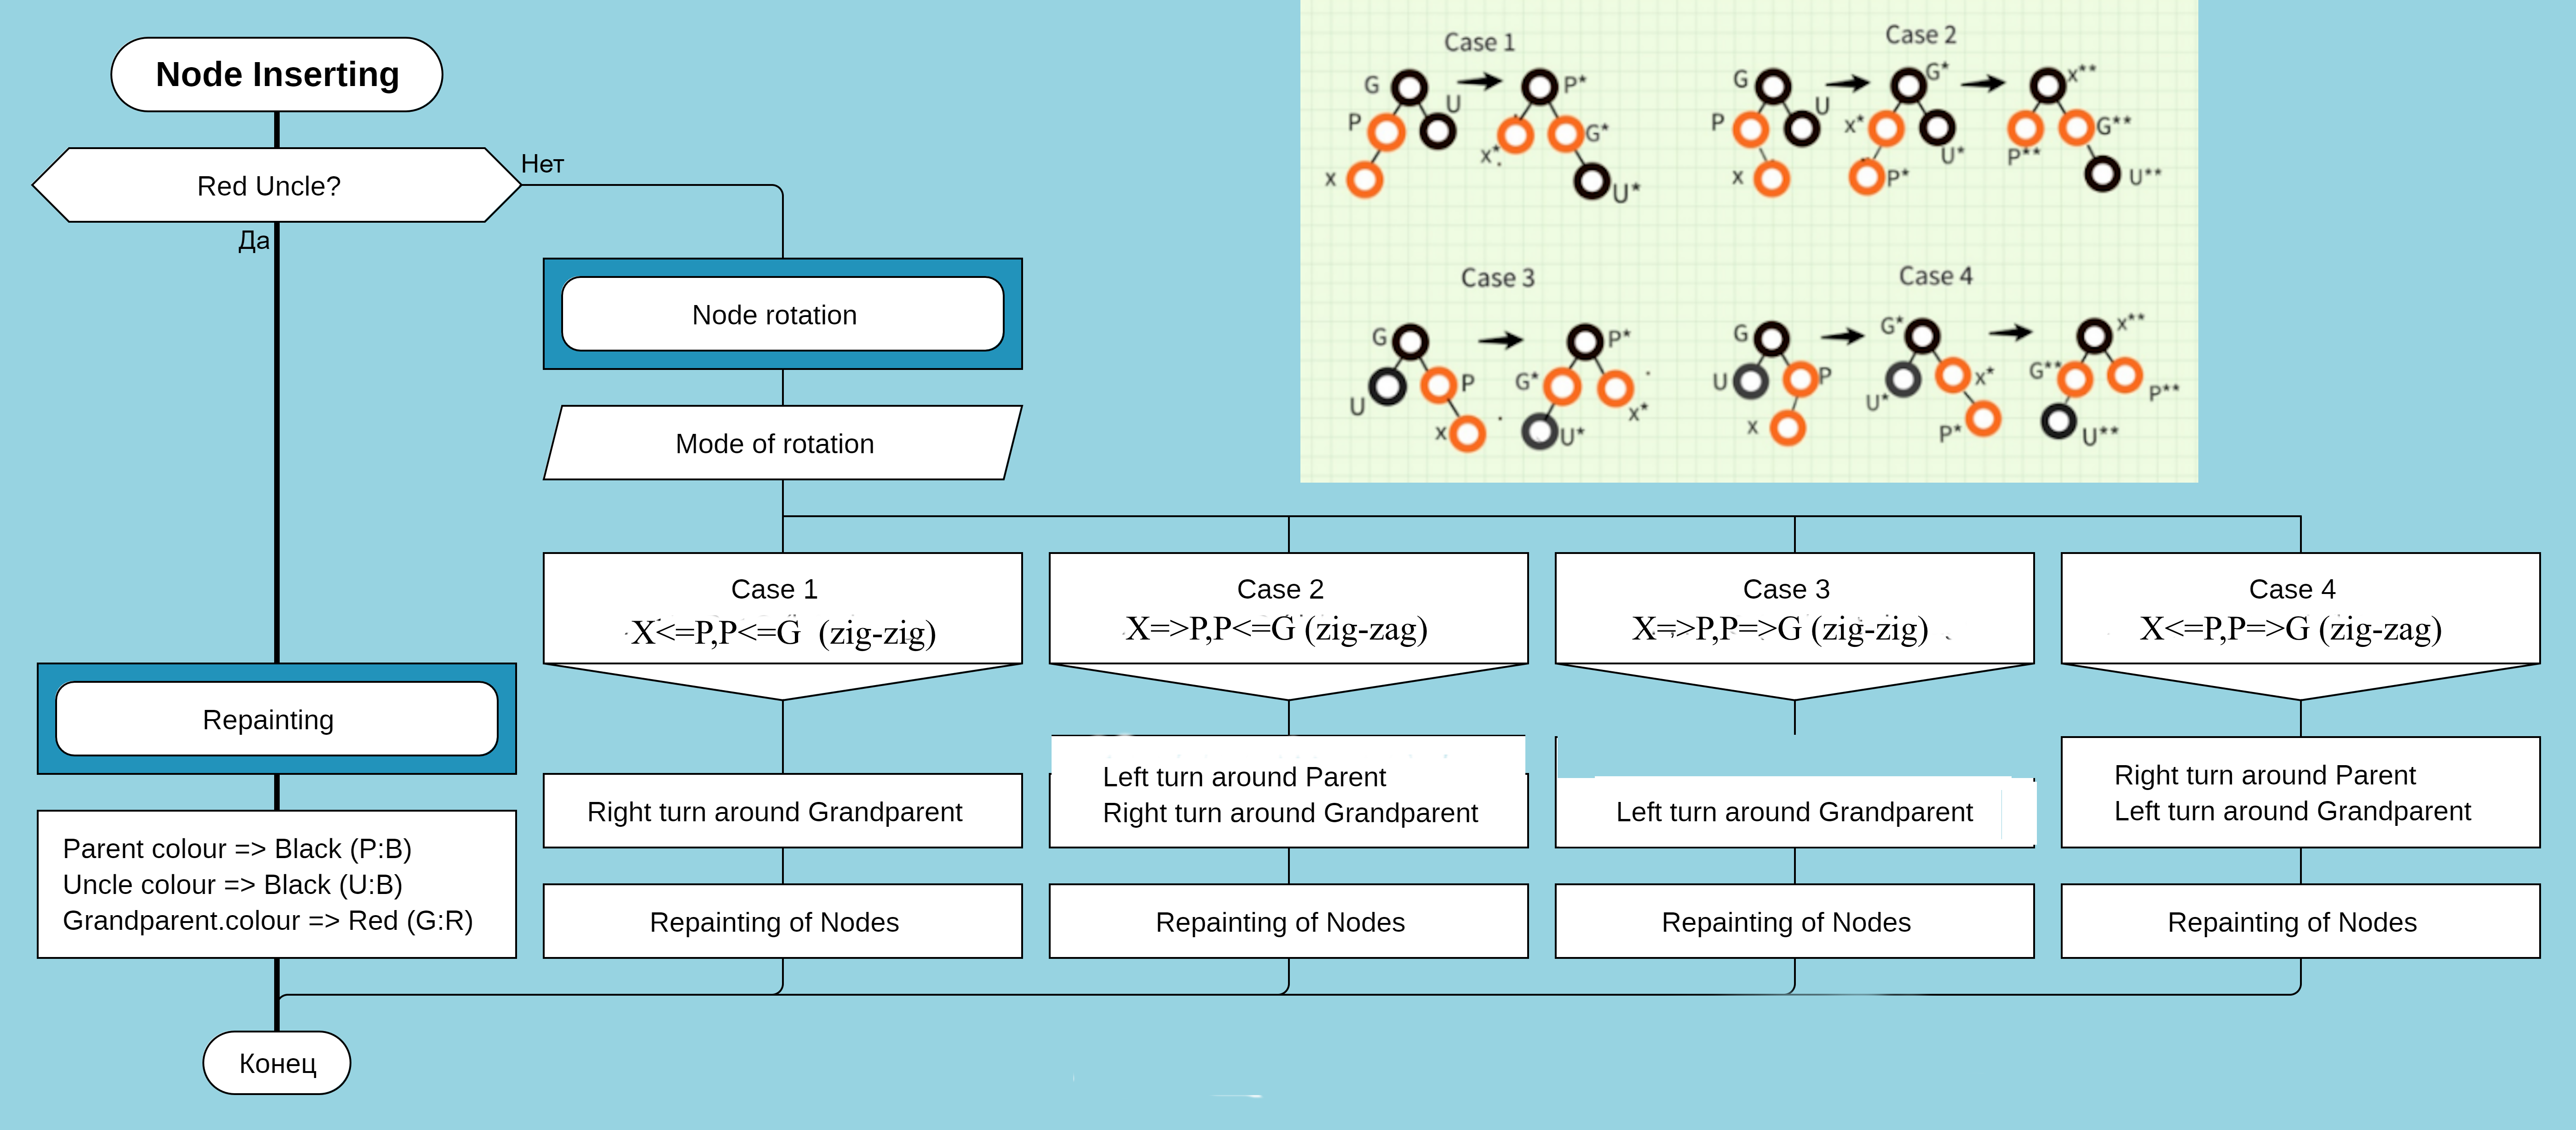 Node Inserting
Red Uncle?
Нет
Да
Node rotation
Mode of rotation
Case 1
G
P
U
x
P*
x*
G*
U*
Case 2
G
P
U
x
G*
x*
U*
P*
x**
G**
P**
U**
Case 3
G
P
U
x
P*
G*
x*
U*
Case 4
G
U
P
x
G*
x*
U*
P*
x**
G**
P**
U**
Case 1
X<=P,P<=G (zig-zig)
Case 2
X=>P,P<=G (zig-zag)
Case 3
X=>P,P=>G (zig-zig)
Case 4
X<=P,P=>G (zig-zag)
Repainting
Right turn around Grandparent
Left turn around Parent
Right turn around Grandparent
Left turn around Grandparent
Right turn around Parent
Left turn around Grandparent
Parent colour => Black (P:B)
Uncle colour => Black (U:B)
Grandparent.colour => Red (G:R)
Repainting of Nodes
Repainting of Nodes
Repainting of Nodes
Repainting of Nodes
Конец